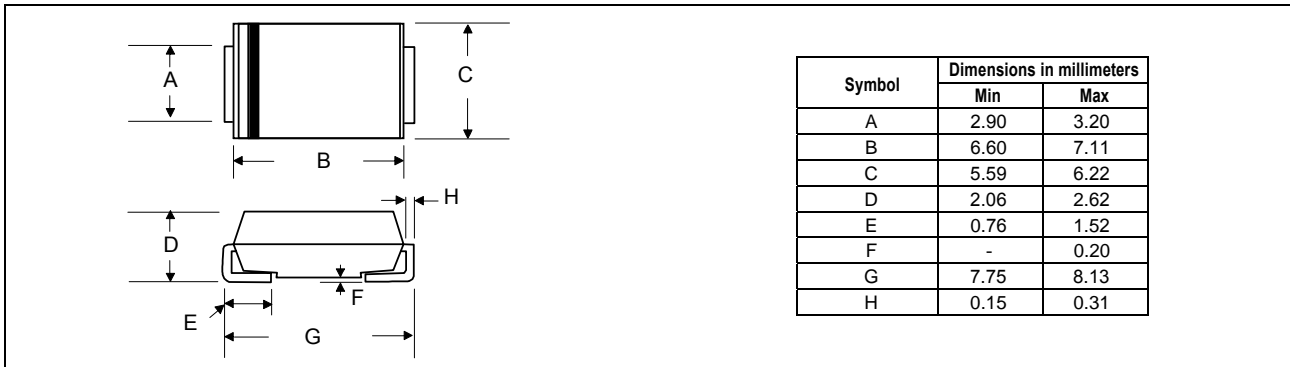 A
C
B
H
D
F
E
G
Symbol Dimensions in millimeters
Min Max
A 2.90 3.20
B 6.60 7.11
C 5.59 6.22
D 2.06 2.62
E 0.76 1.52
F - 0.20
G 7.75 8.13
H 0.15 0.31